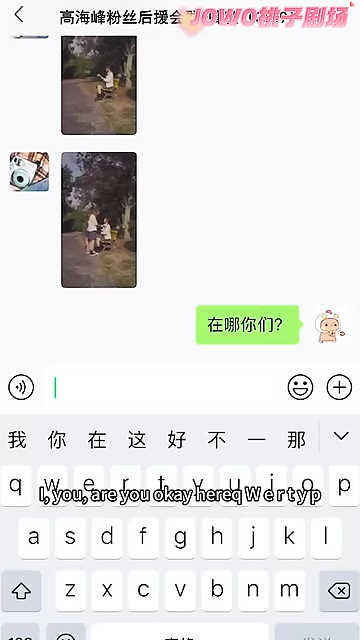 高海峰粉丝后援会
JOWO桃子剧场
在哪你们?
我 你 在 这 好 不 一 那
q w e r t y u i o p
I, you, are you okay hereq W e r t y p
a s d f g h j k l
z x c v b n m